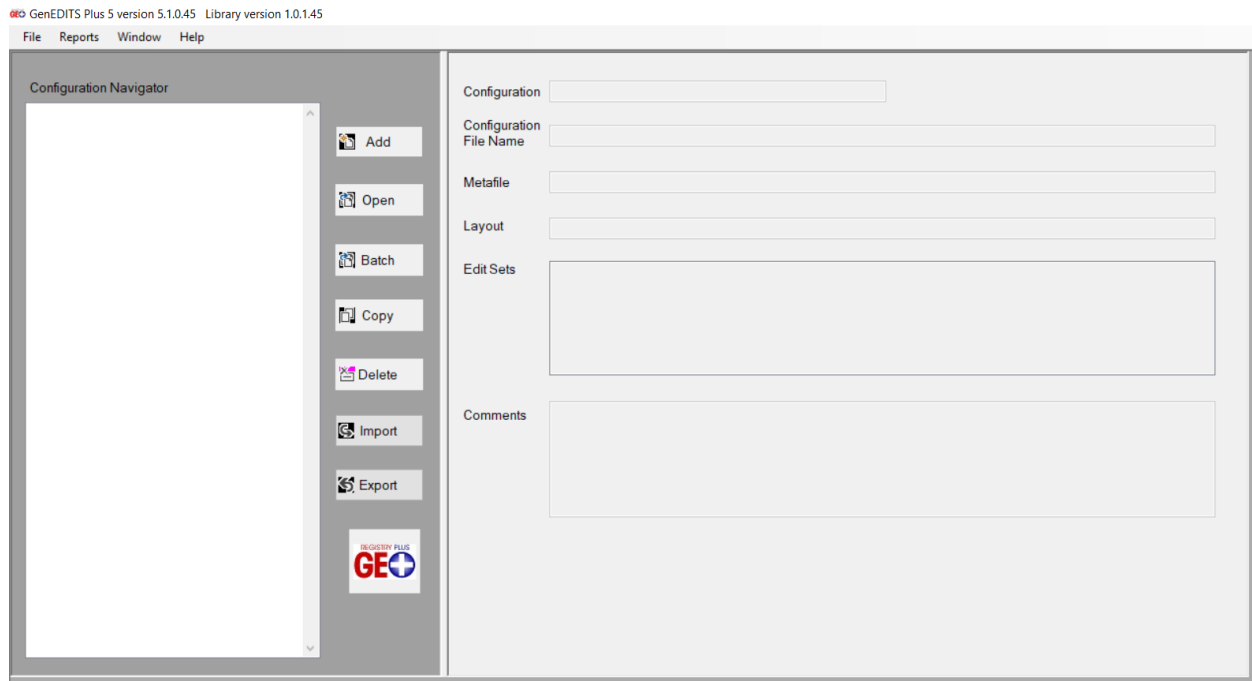 GenEDITS Plus 5 version 5.1.0.45 Library version 1.0.1.45
File Reports Window Help
Configuration Navigator
Add
Open
Batch
Copy
Delete
Import
Export
REGISTRY PLUS
GE
Configuration
Configuration
File Name
Metafile
Layout
Edit Sets
Comments